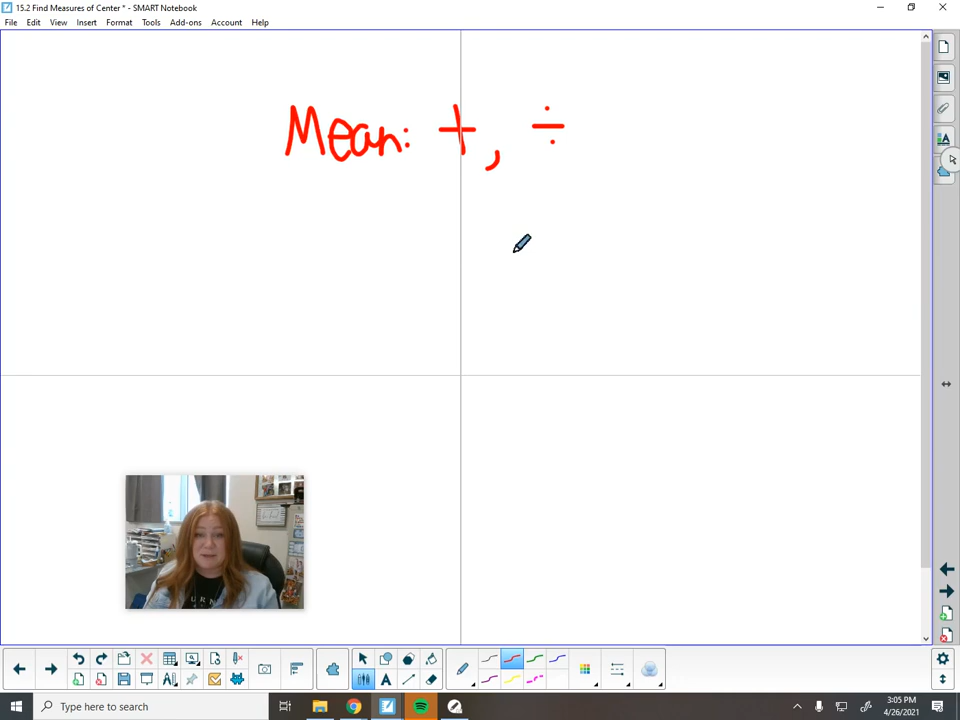 15.2 Find Measures of Center * - SMART Notebook
File Edit View Insert Format Tools Add-ons Account Help
Mean: +, ÷
Type here to search
3:05 PM
4/26/2021